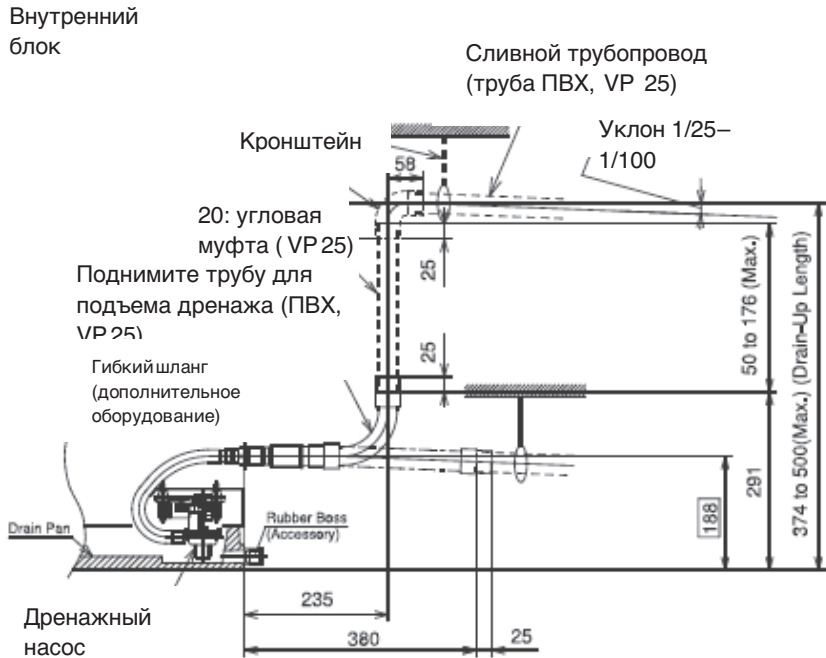 Внутренний
блок
Сливной трубопровод
(труба ПВХ, VP 25)
Кронштейн
Уклон 1/25–
1/100
58
20: угловая
муфта ( VP 25)
Поднимите трубу для
подъема дренажа (ПВХ,
VP 25)
25
25
50 to 176 (Max.)
374 to 500(Max.) (Drain-Up Length)
Гибкий шланг
(дополнительное
оборудование)
291
188
Drain Pan
Rubber Boss
(Accessory)
235
Дренажный
насос
380
25